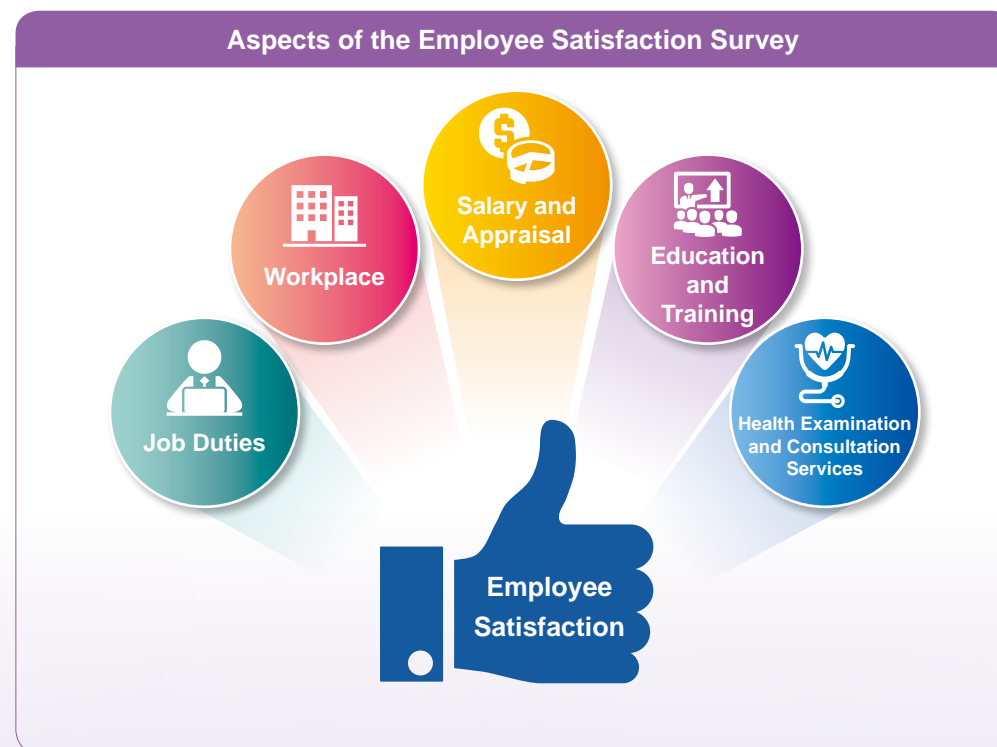 Aspects of the Employee Satisfaction Survey
Job Duties
Workplace
Salary and
Appraisal
Education
and
Training
Health Examination
and Consultation
Services
Employee
Satisfaction